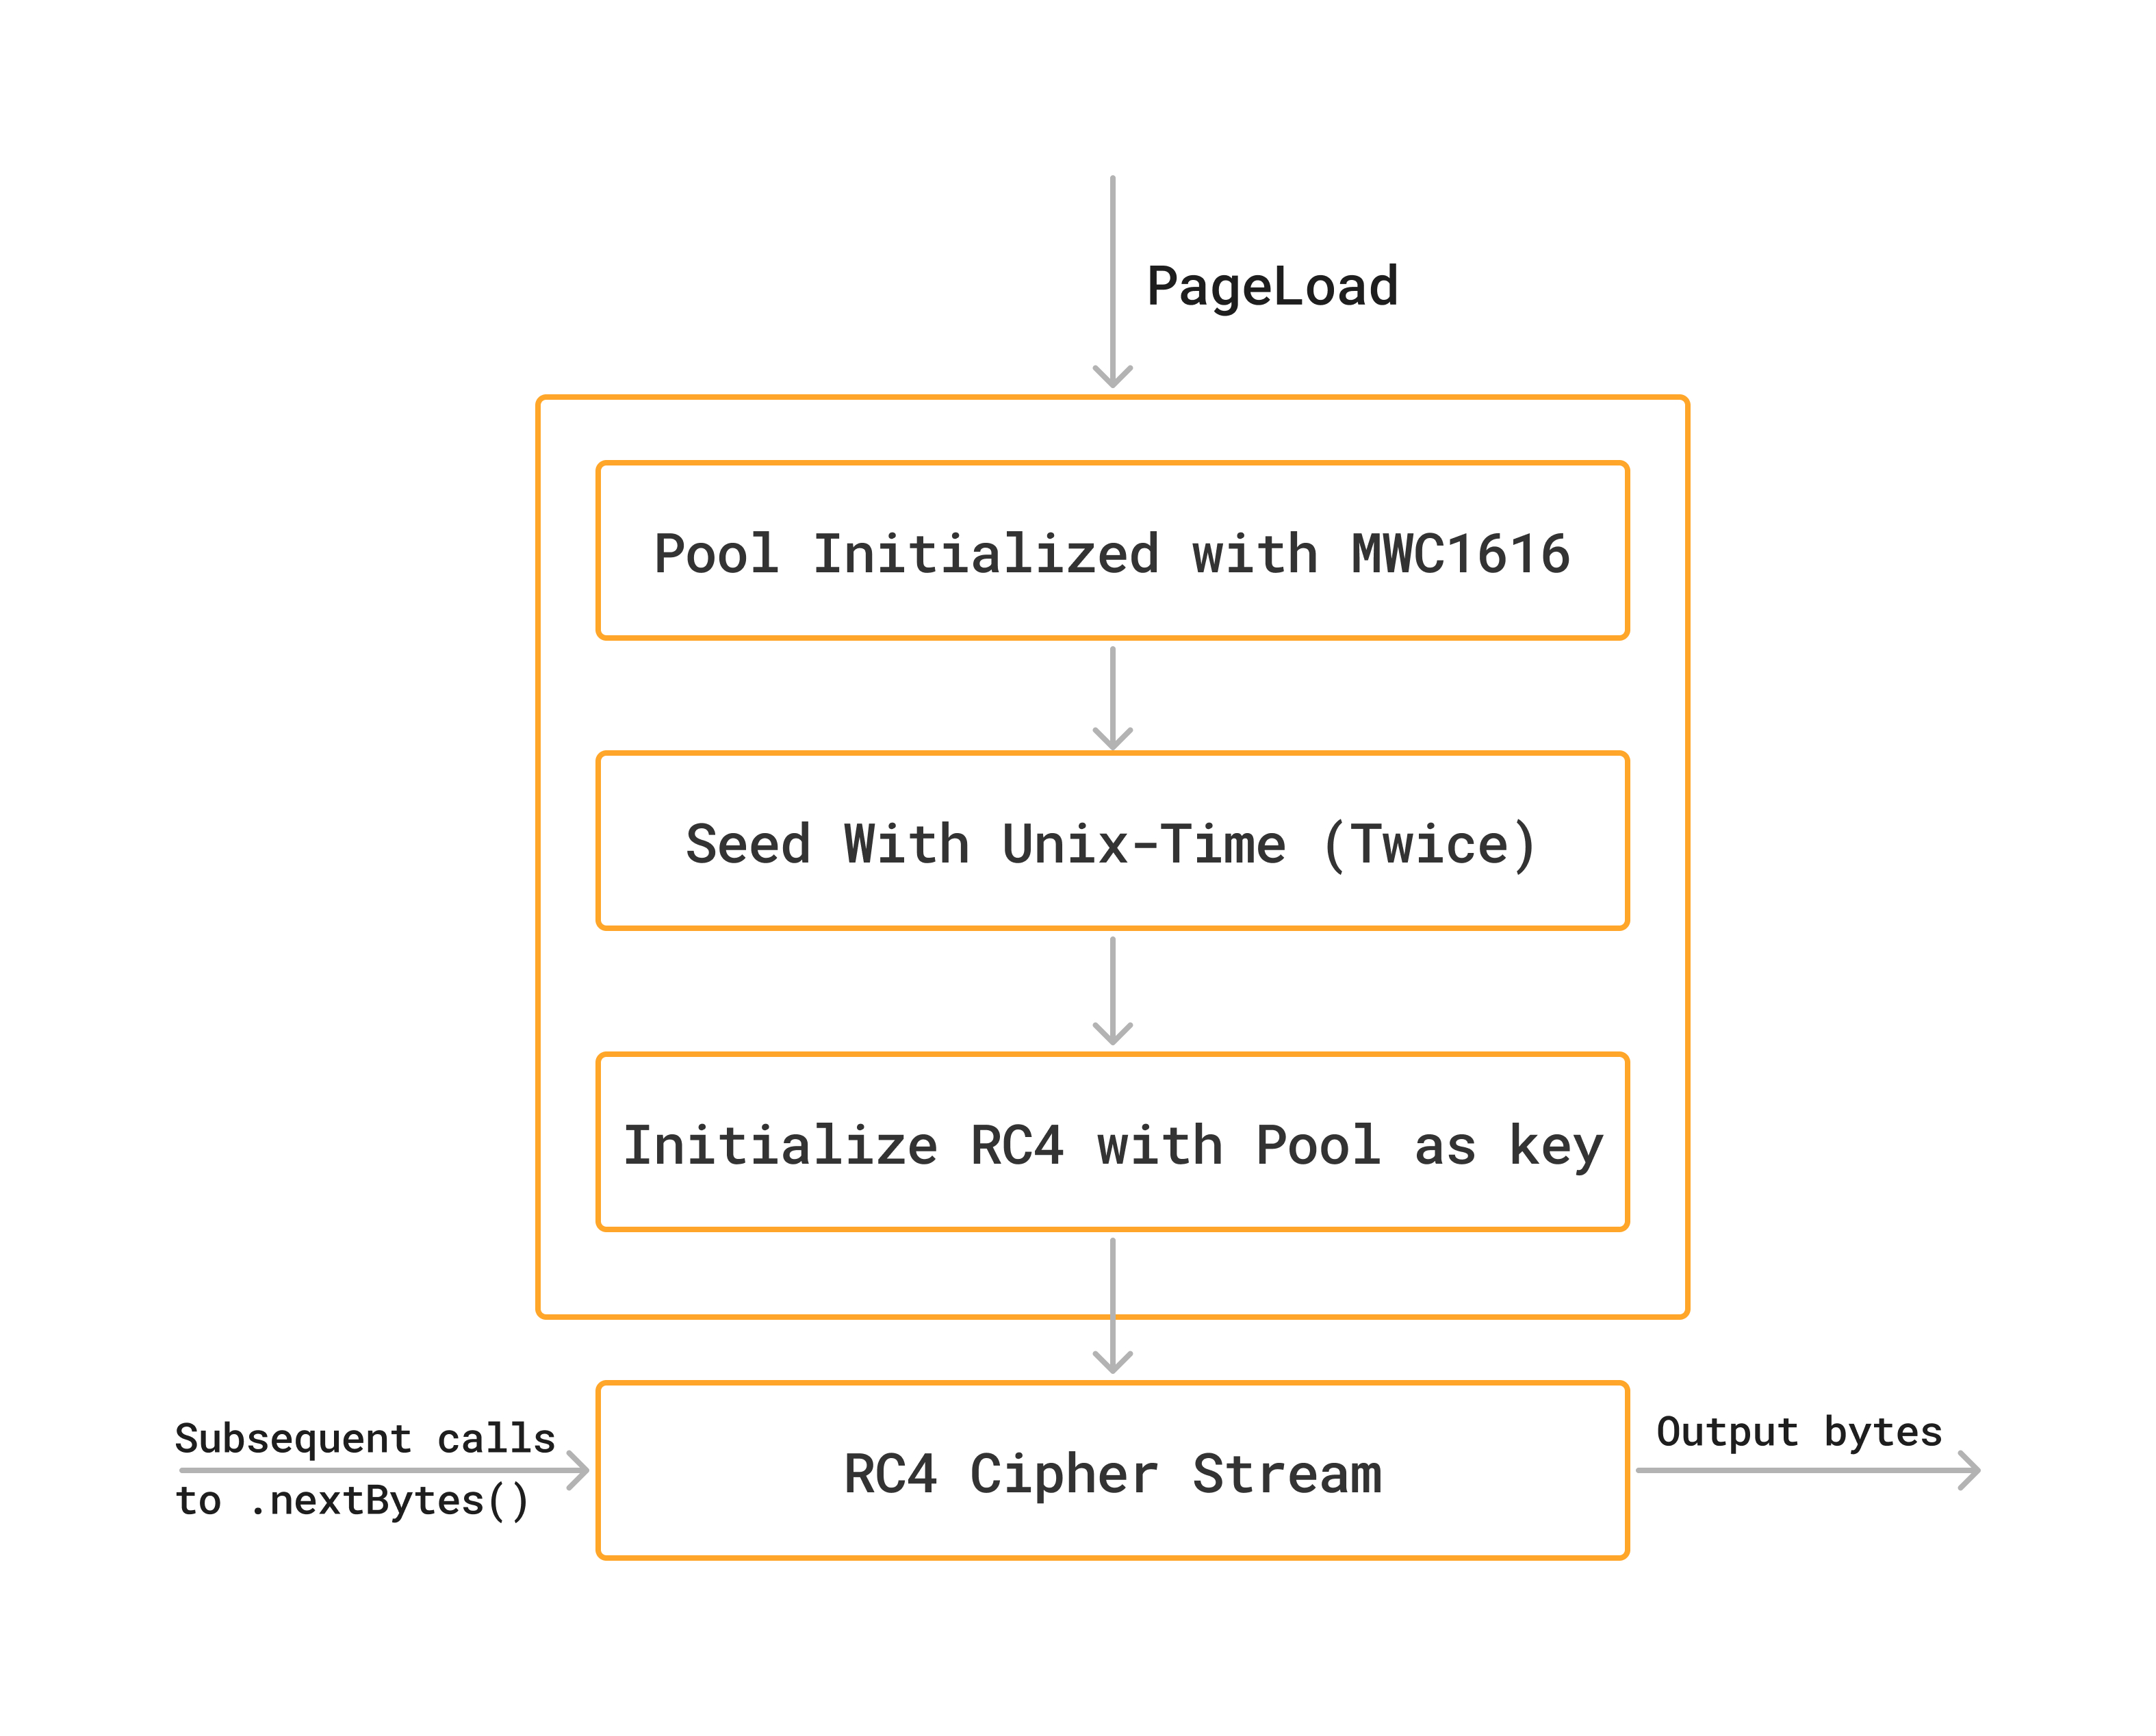 PageLoad
Pool Initialized with MWC1616
Seed With Unix-Time (Twice)
Initialize RC4 with Pool as key
Subsequent calls
to .nextBytes()
RC4 Cipher Stream
Output bytes